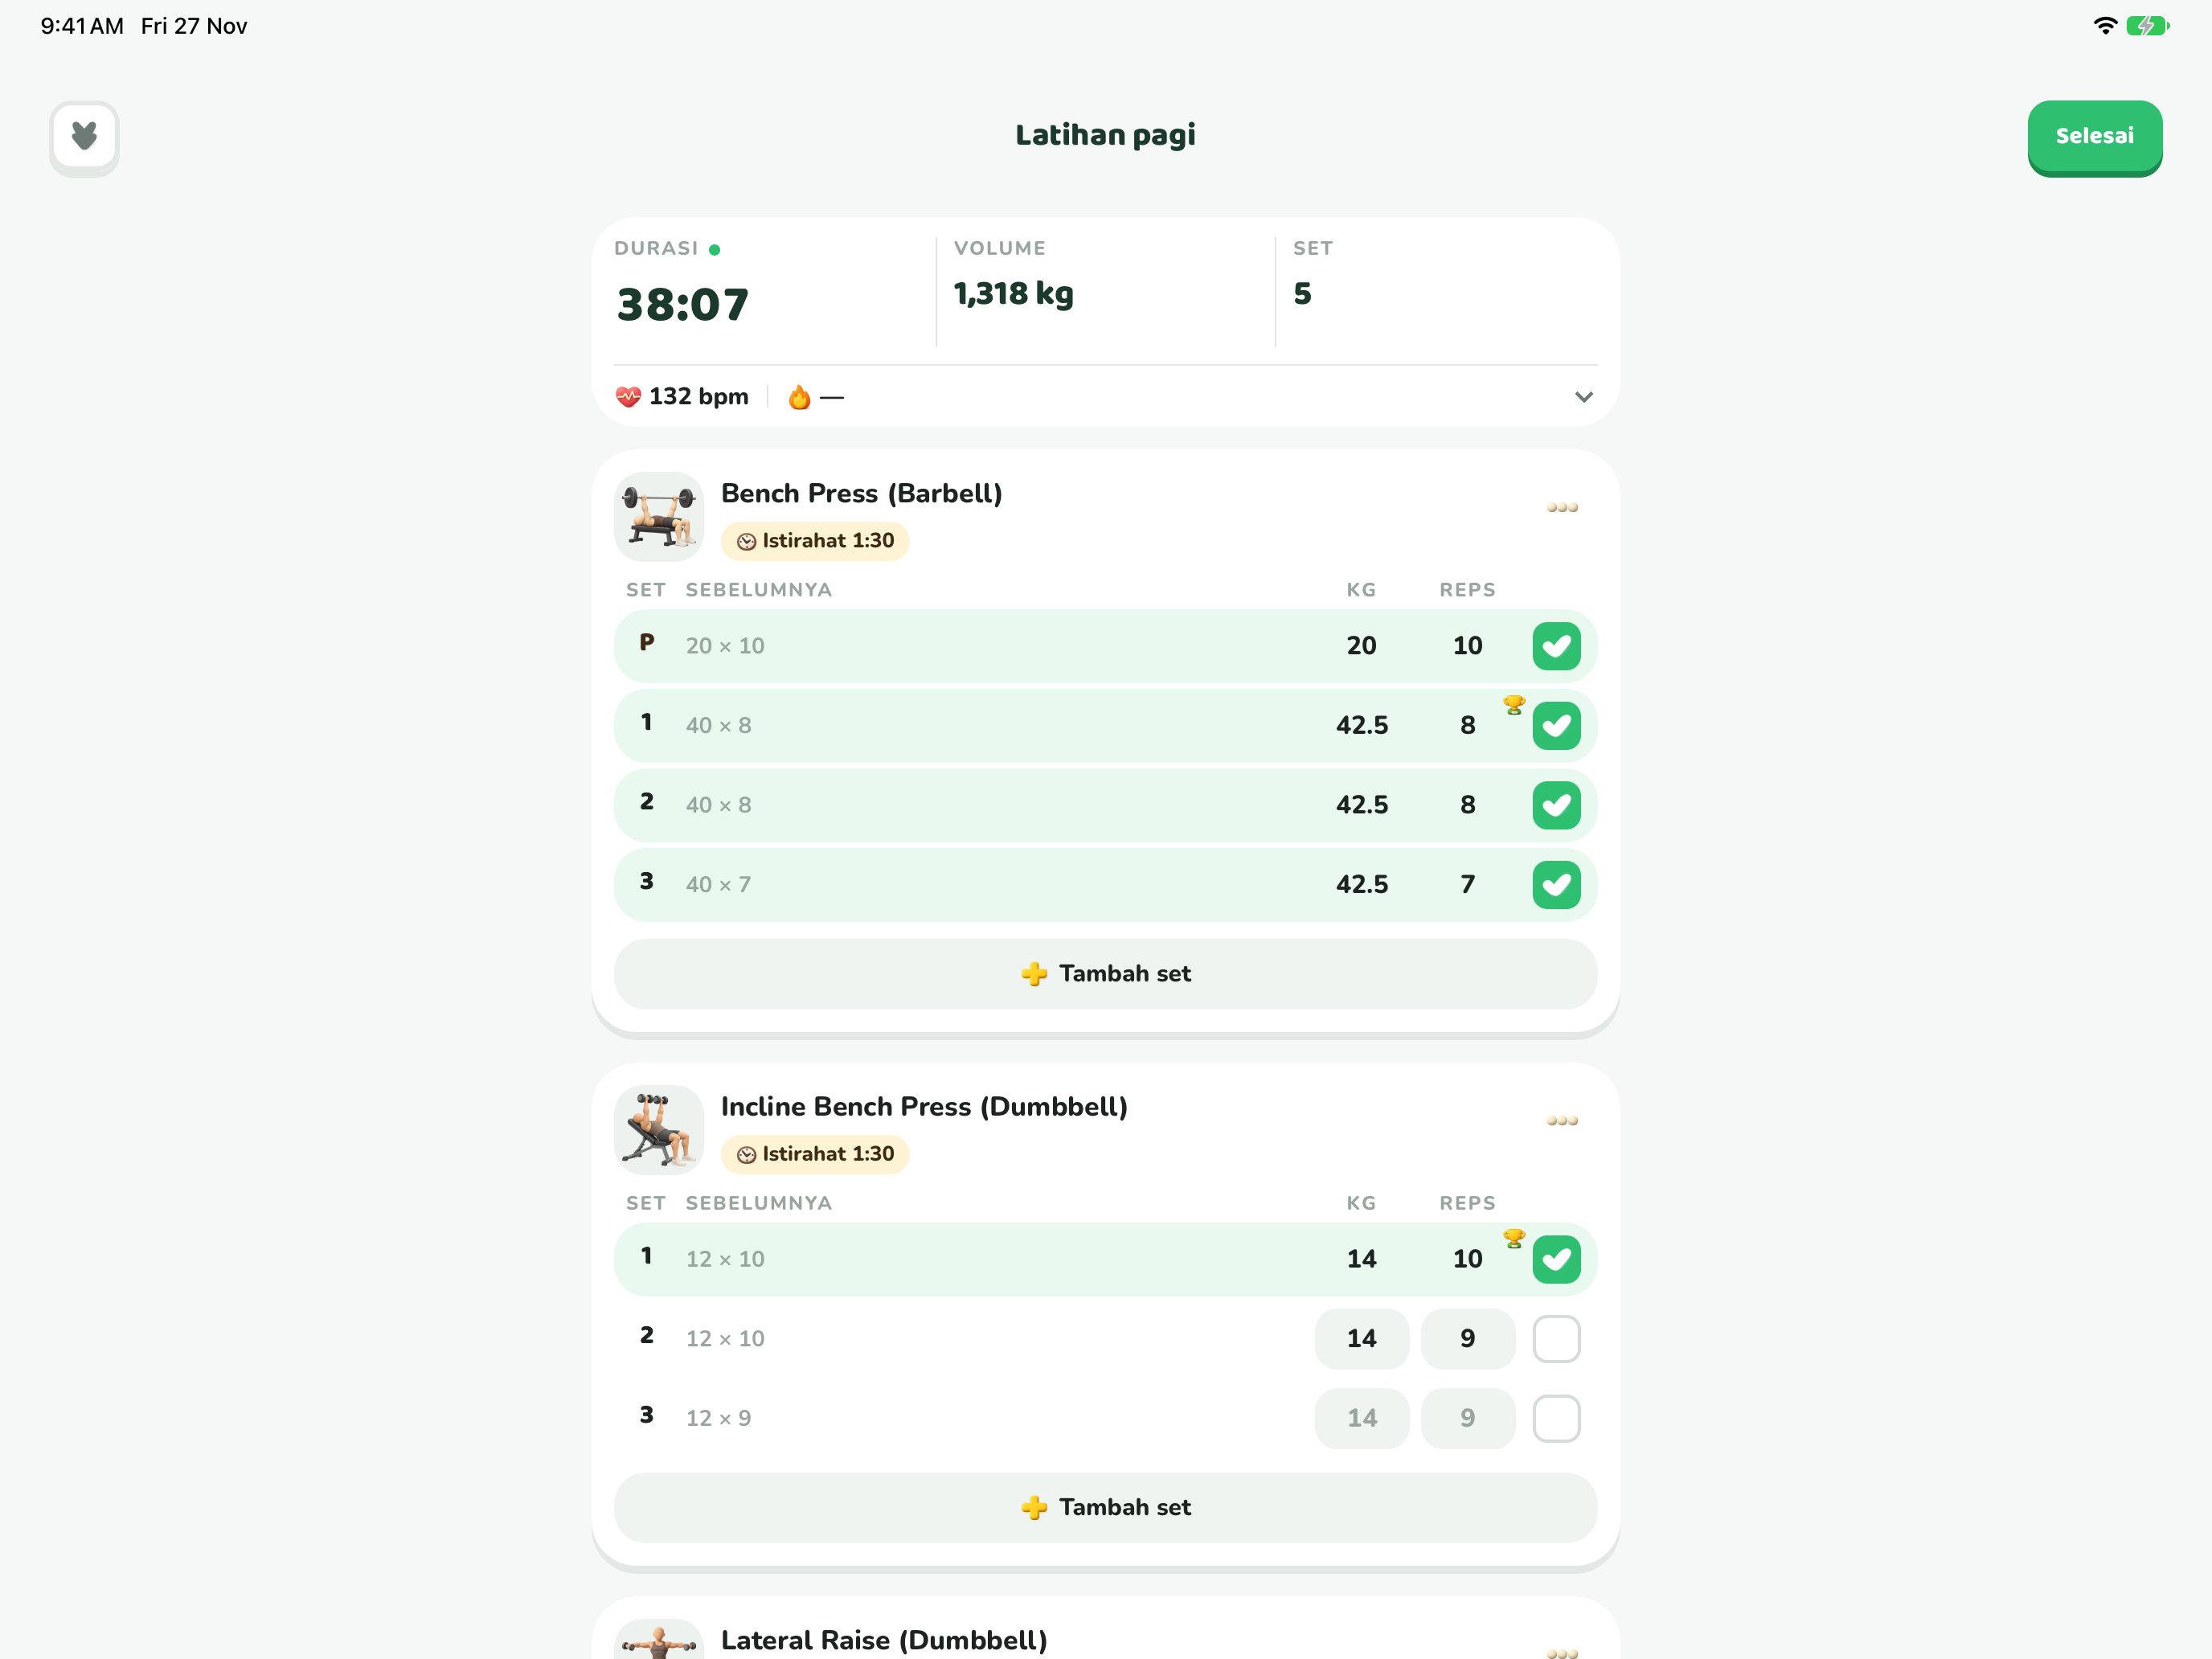 9:41 AM Fri 27 Nov
Latihan pagi
Selesai
DURASI
38:07
VOLUME
1,318 kg
SET
5
132 bpm
—
Bench Press (Barbell)
Istirahat 1:30
SET SEBELUMNYA KG REPS
P 20 × 10 20 10
1 40 × 8 42.5 8
2 40 × 8 42.5 8
3 40 × 7 42.5 7
Tambah set
Incline Bench Press (Dumbbell)
Istirahat 1:30
SET SEBELUMNYA KG REPS
1 12 × 10 14 10
2 12 × 10 14 9
3 12 × 9 14 9
Tambah set
Lateral Raise (Dumbbell)